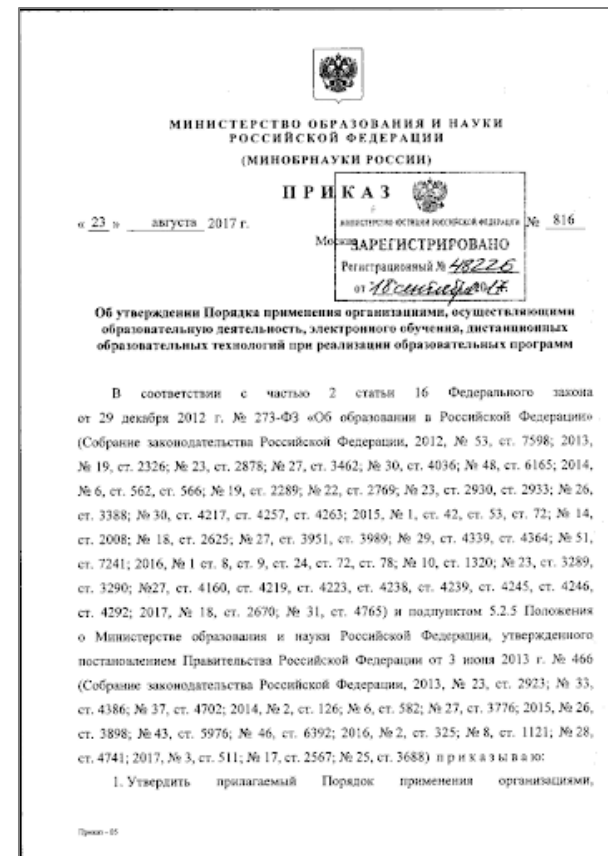 МИНИСТЕРСТВО ОБРАЗОВАНИЯ И НАУКИ
РОССИЙСКОЙ ФЕДЕРАЦИИ
(МИНОБРНАУКИ РОССИИ)
ПРИКАЗ
МИНИСТЕРСТВО ЮСТИЦИИ РОССИЙСКОЙ ФЕДЕРАЦИИ
« 23 » августа 2017 г. № 816
Москва
ЗАРЕГИСТРИРОВАНО
Регистрационный № 48226
от 18 сентября 2017.
Об утверждении Порядка применения организациями, осуществляющими
образовательную деятельность, электронного обучения, дистанционных
образовательных технологий при реализации образовательных программ
В соответствии с частью 2 статьи 16 Федерального закона
от 29 декабря 2012 г. № 273-ФЗ «Об образовании в Российской Федерации»
(Собрание законодательства Российской Федерации, 2012, № 53, ст. 7598; 2013,
№ 19, ст. 2326; № 23, ст. 2878; № 27, ст. 3462; № 30, ст. 4036; № 48, ст. 6165; 2014,
№ 6, ст. 562, ст. 566; № 19, ст. 2289; № 22, ст. 2769; № 23, ст. 2930, ст. 2933; № 26,
ст. 3388; № 30, ст. 4217, ст. 4257, ст. 4263; 2015, № 1, ст. 42, ст. 53, ст. 72; № 14,
ст. 2008; № 18, ст. 2625; № 27, ст. 3951, ст. 3989; № 29, ст. 4339, ст. 4364; № 51,
ст. 7241; 2016, № 1 ст. 8, ст. 9, ст. 24, ст. 72, ст. 78; № 10, ст. 1320; № 23, ст. 3289,
ст. 3290; №27, ст. 4160, ст. 4219, ст. 4223, ст. 4238, ст. 4239, ст. 4245, ст. 4246,
ст. 4292; 2017, № 18, ст. 2670; № 31, ст. 4765) и подпунктом 5.2.5 Положения
о Министерстве образования и науки Российской Федерации, утвержденного
постановлением Правительства Российской Федерации от 3 июня 2013 г. № 466
(Собрание законодательства Российской Федерации, 2013, № 23, ст. 2923; № 33,
ст. 4386; № 37, ст. 4702; 2014, № 2, ст. 126; № 6, ст. 582; № 27, ст. 3776; 2015, № 26,
ст. 3898; № 43, ст. 5976; № 46, ст. 6392; 2016, № 2, ст. 325; № 8, ст. 1121; № 28,
ст. 4741; 2017, № 3, ст. 511; № 17, ст. 2567; № 25, ст. 3688) приказываю:
1. Утвердить прилагаемый Порядок применения организациями,
Приказ - 05